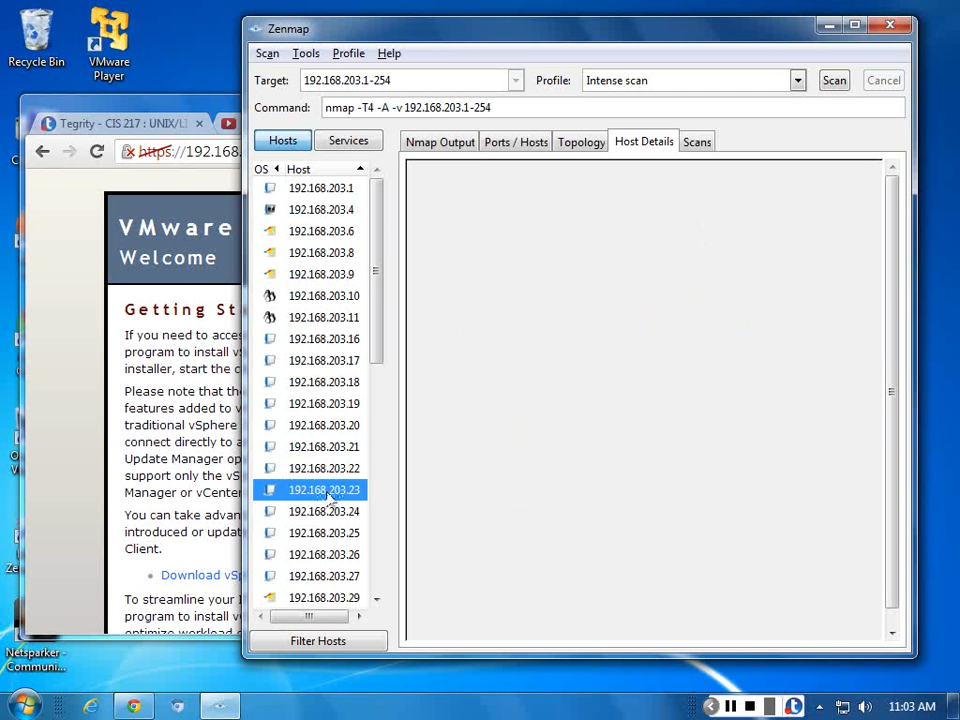 Recycle Bin
VMware
Player
Tegrity - CIS 217 : UNIX/LI
https://192.168.
VMware
Welcome
Getting St
If you need to acces
program to install v
installer, start the d
Please note that the
features added to v
traditional vSphere
connect directly to a
Update Manager op
support only the vS
Manager or vCenter
You can take advan
introduced or updat
Client.
Download vSp
To streamline your I
program to install v
optimize workload c
Netsparker -
Communi...
Zenmap
Scan Tools Profile Help
Target: 192.168.203.1-254 Profile: Intense scan Scan Cancel
Command: nmap -T4 -A -v 192.168.203.1-254
Hosts Services Nmap Output Ports / Hosts Topology Host Details Scans
OS Host
192.168.203.1
192.168.203.4
192.168.203.6
192.168.203.8
192.168.203.9
192.168.203.10
192.168.203.11
192.168.203.16
192.168.203.17
192.168.203.18
192.168.203.19
192.168.203.20
192.168.203.21
192.168.203.22
192.168.203.23
192.168.203.24
192.168.203.25
192.168.203.26
192.168.203.27
192.168.203.29
Filter Hosts
11:03 AM